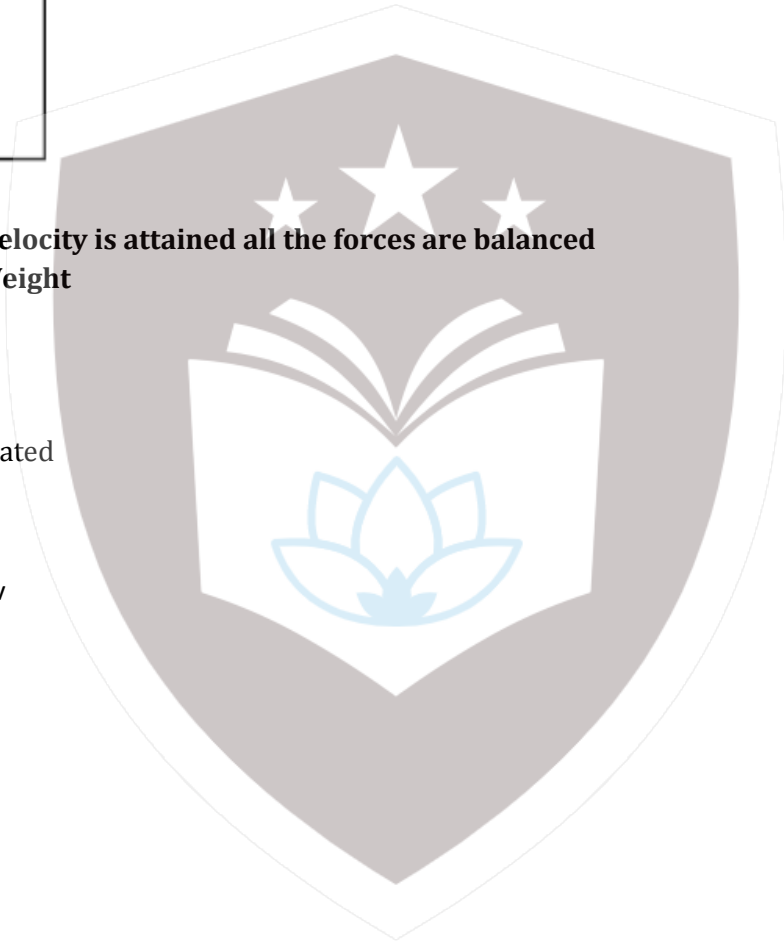 elocity is attained all the forces are balanced
eight
ated